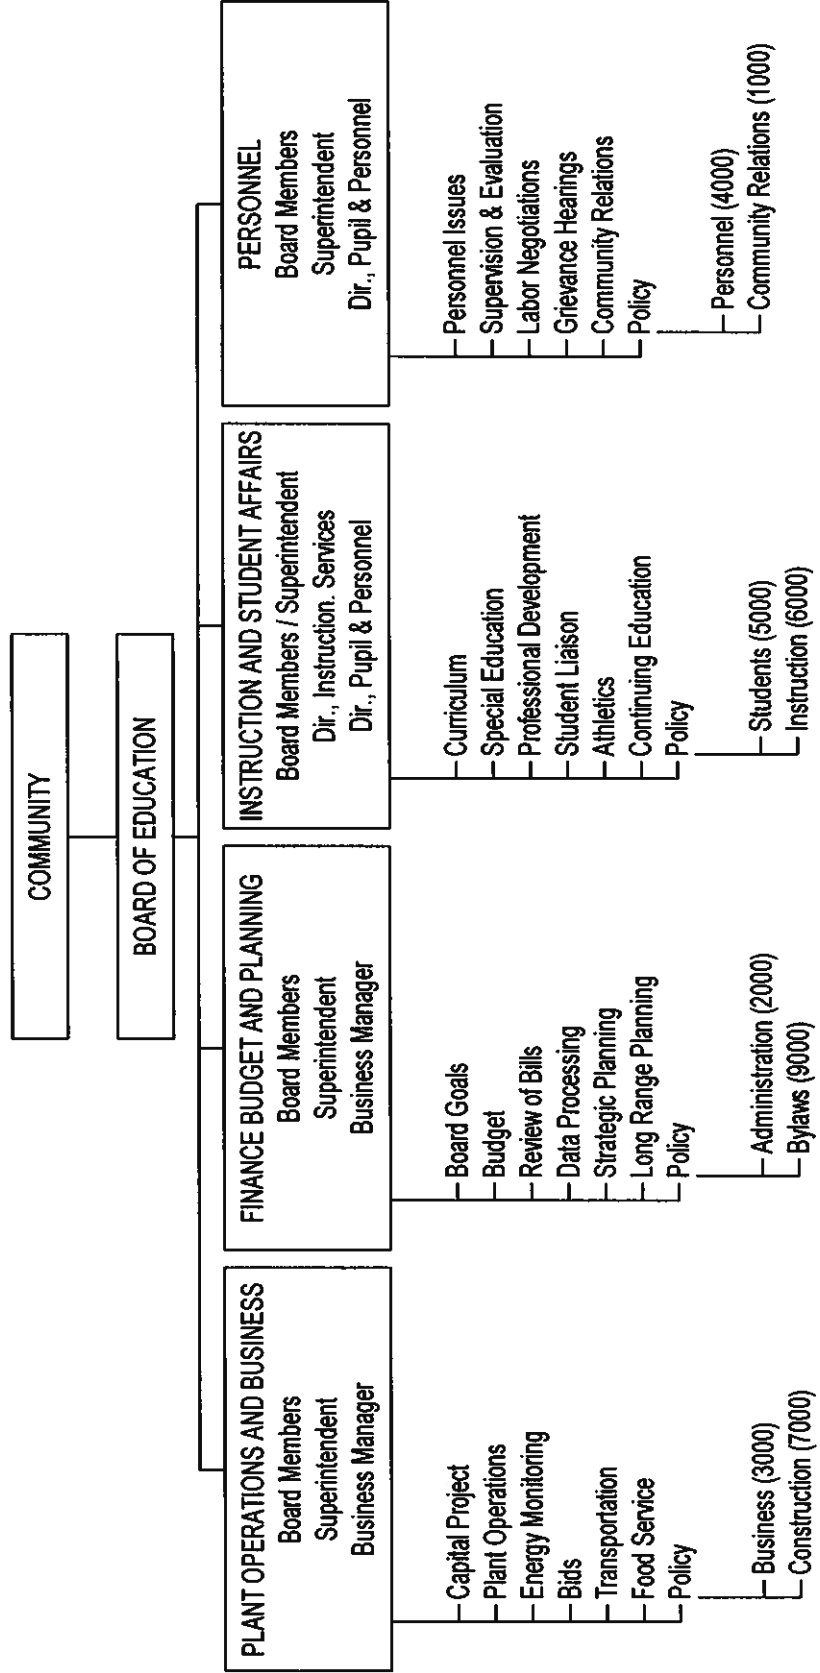 COMMUNITY
BOARD OF EDUCATION
PLANT OPERATIONS AND BUSINESS
Board Members
Superintendent
Business Manager
Capital Project
Plant Operations
Energy Monitoring
Bids
Transportation
Food Service
Policy
Business (3000)
Construction (7000)
FINANCE BUDGET AND PLANNING
Board Members
Superintendent
Business Manager
Board Goals
Budget
Review of Bills
Data Processing
Strategic Planning
Long Range Planning
Policy
Administration (2000)
Bylaws (9000)
INSTRUCTION AND STUDENT AFFAIRS
Board Members / Superintendent
Dir., Instruction. Services
Dir., Pupil & Personnel
Curriculum
Special Education
Professional Development
Student Liaison
Athletics
Continuing Education
Policy
Students (5000)
Instruction (6000)
PERSONNEL
Board Members
Superintendent
Dir., Pupil & Personnel
Personnel Issues
Supervision & Evaluation
Labor Negotiations
Grievance Hearings
Community Relations
Policy
Personnel (4000)
Community Relations (1000)